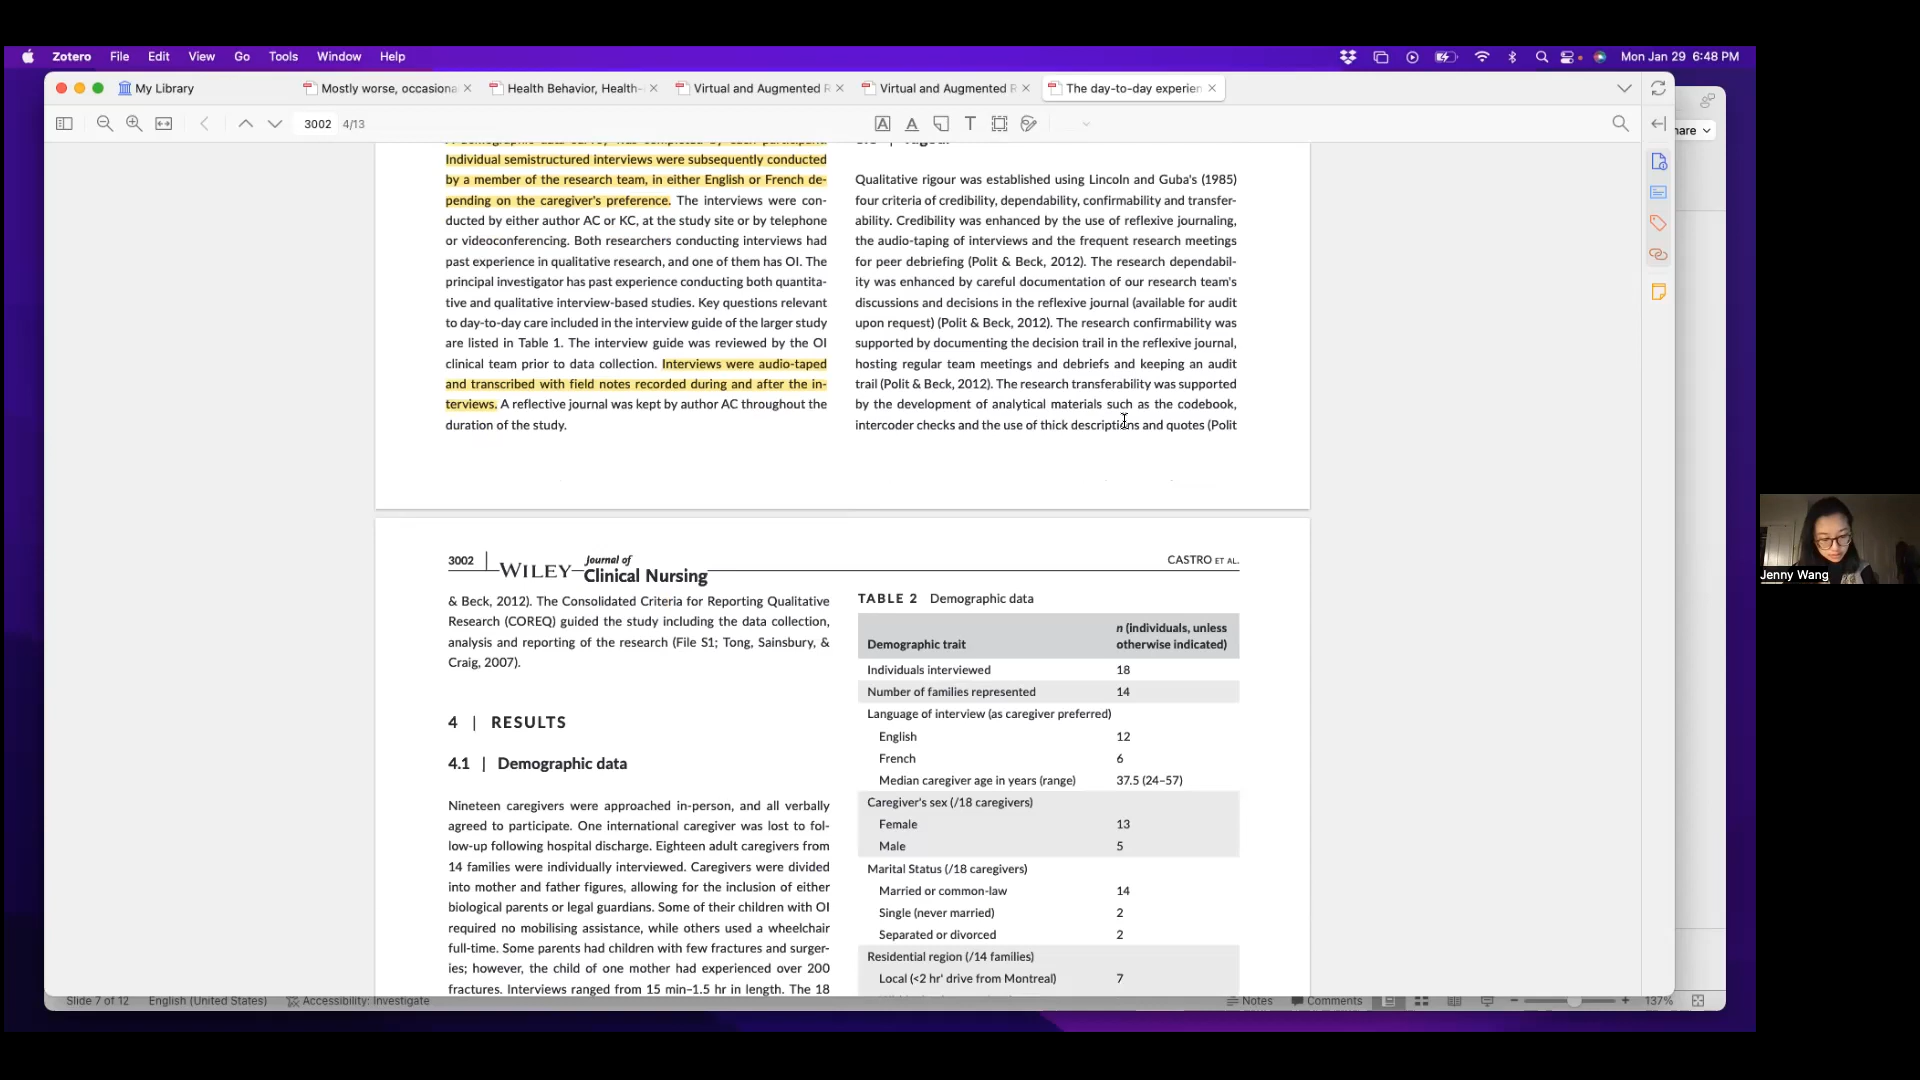 Zotero File Edit View Go Tools Window Help
Mon Jan 29 6:48 PM
My Library
Mostly worse, occasiona
Health Behavior, Health-
Virtual and Augmented R
Virtual and Augmented R
The day-to-day experien
3002 4/13
hare
Individual semistructured interviews were subsequently conducted
by a member of the research team, in either English or French de-
pending on the caregiver's preference. The interviews were con-
ducted by either author AC or KC, at the study site or by telephone
or videoconferencing. Both researchers conducting interviews had
past experience in qualitative research, and one of them has OI. The
principal investigator has past experience conducting both quantita-
tive and qualitative interview-based studies. Key questions relevant
to day-to-day care included in the interview guide of the larger study
are listed in Table 1. The interview guide was reviewed by the OI
clinical team prior to data collection. Interviews were audio-taped
and transcribed with field notes recorded during and after the in-
terviews. A reflective journal was kept by author AC throughout the
duration of the study.
Qualitative rigour was established using Lincoln and Guba's (1985)
four criteria of credibility, dependability, confirmability and transfer-
ability. Credibility was enhanced by the use of reflexive journaling,
the audio-taping of interviews and the frequent research meetings
for peer debriefing (Polit & Beck, 2012). The research dependabil-
ity was enhanced by careful documentation of our research team's
discussions and decisions in the reflexive journal (available for audit
upon request) (Polit & Beck, 2012). The research confirmability was
supported by documenting the decision trail in the reflexive journal,
hosting regular team meetings and debriefs and keeping an audit
trail (Polit & Beck, 2012). The research transferability was supported
by the development of analytical materials such as the codebook,
intercoder checks and the use of thick descriptions and quotes (Polit
3002
WILEY
Journal of
Clinical Nursing
CASTRO ET AL.
& Beck, 2012). The Consolidated Criteria for Reporting Qualitative
Research (COREQ) guided the study including the data collection,
analysis and reporting of the research (File S1; Tong, Sainsbury, &
Craig, 2007).
4 | RESULTS
4.1 | Demographic data
Nineteen caregivers were approached in-person, and all verbally
agreed to participate. One international caregiver was lost to fol-
low-up following hospital discharge. Eighteen adult caregivers from
14 families were individually interviewed. Caregivers were divided
into mother and father figures, allowing for the inclusion of either
biological parents or legal guardians. Some of their children with OI
required no mobilising assistance, while others used a wheelchair
full-time. Some parents had children with few fractures and surger-
ies; however, the child of one mother had experienced over 200
fractures. Interviews ranged from 15 min–1.5 hr in length. The 18
TABLE 2 Demographic data
Demographic trait
n (individuals, unless
otherwise indicated)
Individuals interviewed 18
Number of families represented 14
Language of interview (as caregiver preferred)
English 12
French 6
Median caregiver age in years (range) 37.5 (24–57)
Caregiver's sex (/18 caregivers)
Female 13
Male 5
Marital Status (/18 caregivers)
Married or common-law 14
Single (never married) 2
Separated or divorced 2
Residential region (/14 families)
Local (<2 hr' drive from Montreal) 7
Slide 7 of 12 English (United States) Accessibility: Investigate
Notes Comments 137%
Jenny Wang